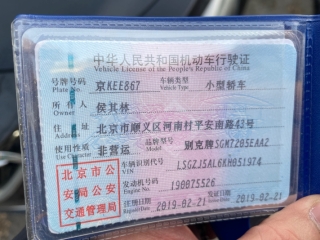 中华人民共和国机动车行驶证
Vehicle License of the People's Republic of China
号牌号码 京KEE867 车辆类型 小型轿车
Plate No. Vehicle Type
所有人 侯其林
Owner
住址 北京市顺义区河南村平安南路43号
Address
使用性质 非营运 品牌型号 别克牌SGM7205EAA2
Use Character Model
北京市公安局公安交通管理局
车辆识别代号 LSGZJ5AL6KH051974
VIN
发动机号码 190075526
Engine No.
注册日期 2019-02-21 发证日期 2019-02-21
Register Date Issue Date